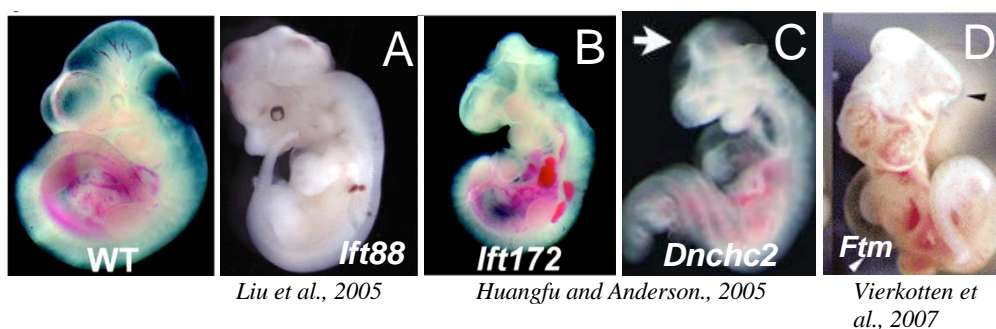 A
B
C
D
WT
Ift88
Ift172
Dnchc2
Ftm
Liu et al., 2005
Huangfu and Anderson., 2005
Vierkotten et
al., 2007